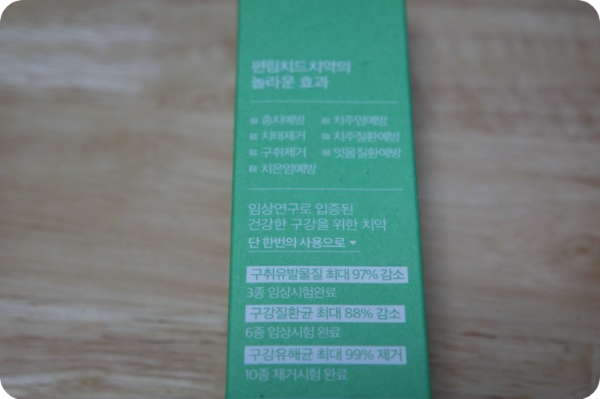 편림치드치약의
놀라운 효과
충치예방 치주염예방
치태제거 치주질환예방
구취제거 잇몸질환예방
치은염예방
임상연구로 입증된
건강한 구강을 위한 치약
단 한번의 사용으로
구취유발물질 최대 97% 감소
3종 임상시험완료
구강질환균 최대 88% 감소
6종 임상시험 완료
구강유해균 최대 99% 제거
10종 제거시험 완료